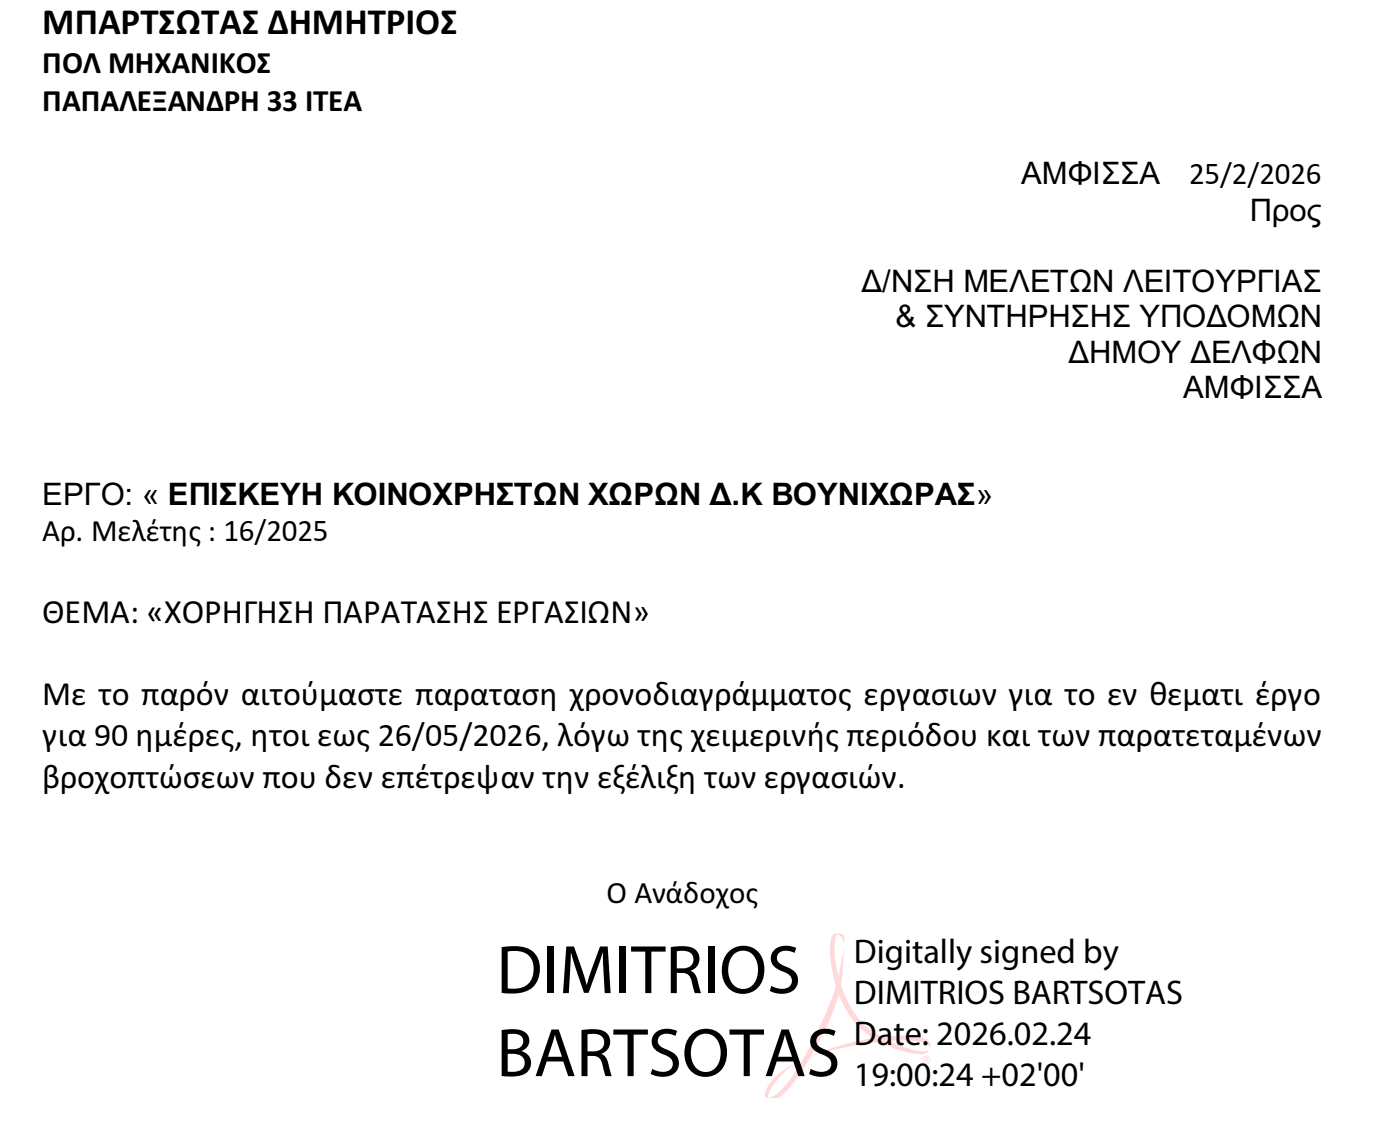 ΜΠΑΡΤΣΩΤΑΣ ΔΗΜΗΤΡΙΟΣ
ΠΟΛ ΜΗΧΑΝΙΚΟΣ
ΠΑΠΑΛΕΞΑΝΔΡΗ 33 ΙΤΕΑ
ΑΜΦΙΣΣΑ 25/2/2026
Προς
Δ/ΝΣΗ ΜΕΛΕΤΩΝ ΛΕΙΤΟΥΡΓΙΑΣ
& ΣΥΝΤΗΡΗΣΗΣ ΥΠΟΔΟΜΩΝ
ΔΗΜΟΥ ΔΕΛΦΩΝ
ΑΜΦΙΣΣΑ
ΕΡΓΟ: « ΕΠΙΣΚΕΥΗ ΚΟΙΝΟΧΡΗΣΤΩΝ ΧΩΡΩΝ Δ.Κ ΒΟΥΝΙΧΩΡΑΣ»
Αρ. Μελέτης : 16/2025
ΘΕΜΑ: «ΧΟΡΗΓΗΣΗ ΠΑΡΑΤΑΣΗΣ ΕΡΓΑΣΙΩΝ»
Με το παρόν αιτούμαστε παραταση χρονοδιαγράμματος εργασιων για το εν θεματι έργο
για 90 ημέρες, ητοι εως 26/05/2026, λόγω της χειμερινής περιόδου και των παρατεταμένων
βροχοπτώσεων που δεν επέτρεψαν την εξέλιξη των εργασιών.
Ο Ανάδοχος
DIMITRIOS
BARTSOTAS
Digitally signed by
DIMITRIOS BARTSOTAS
Date: 2026.02.24
19:00:24 +02'00'